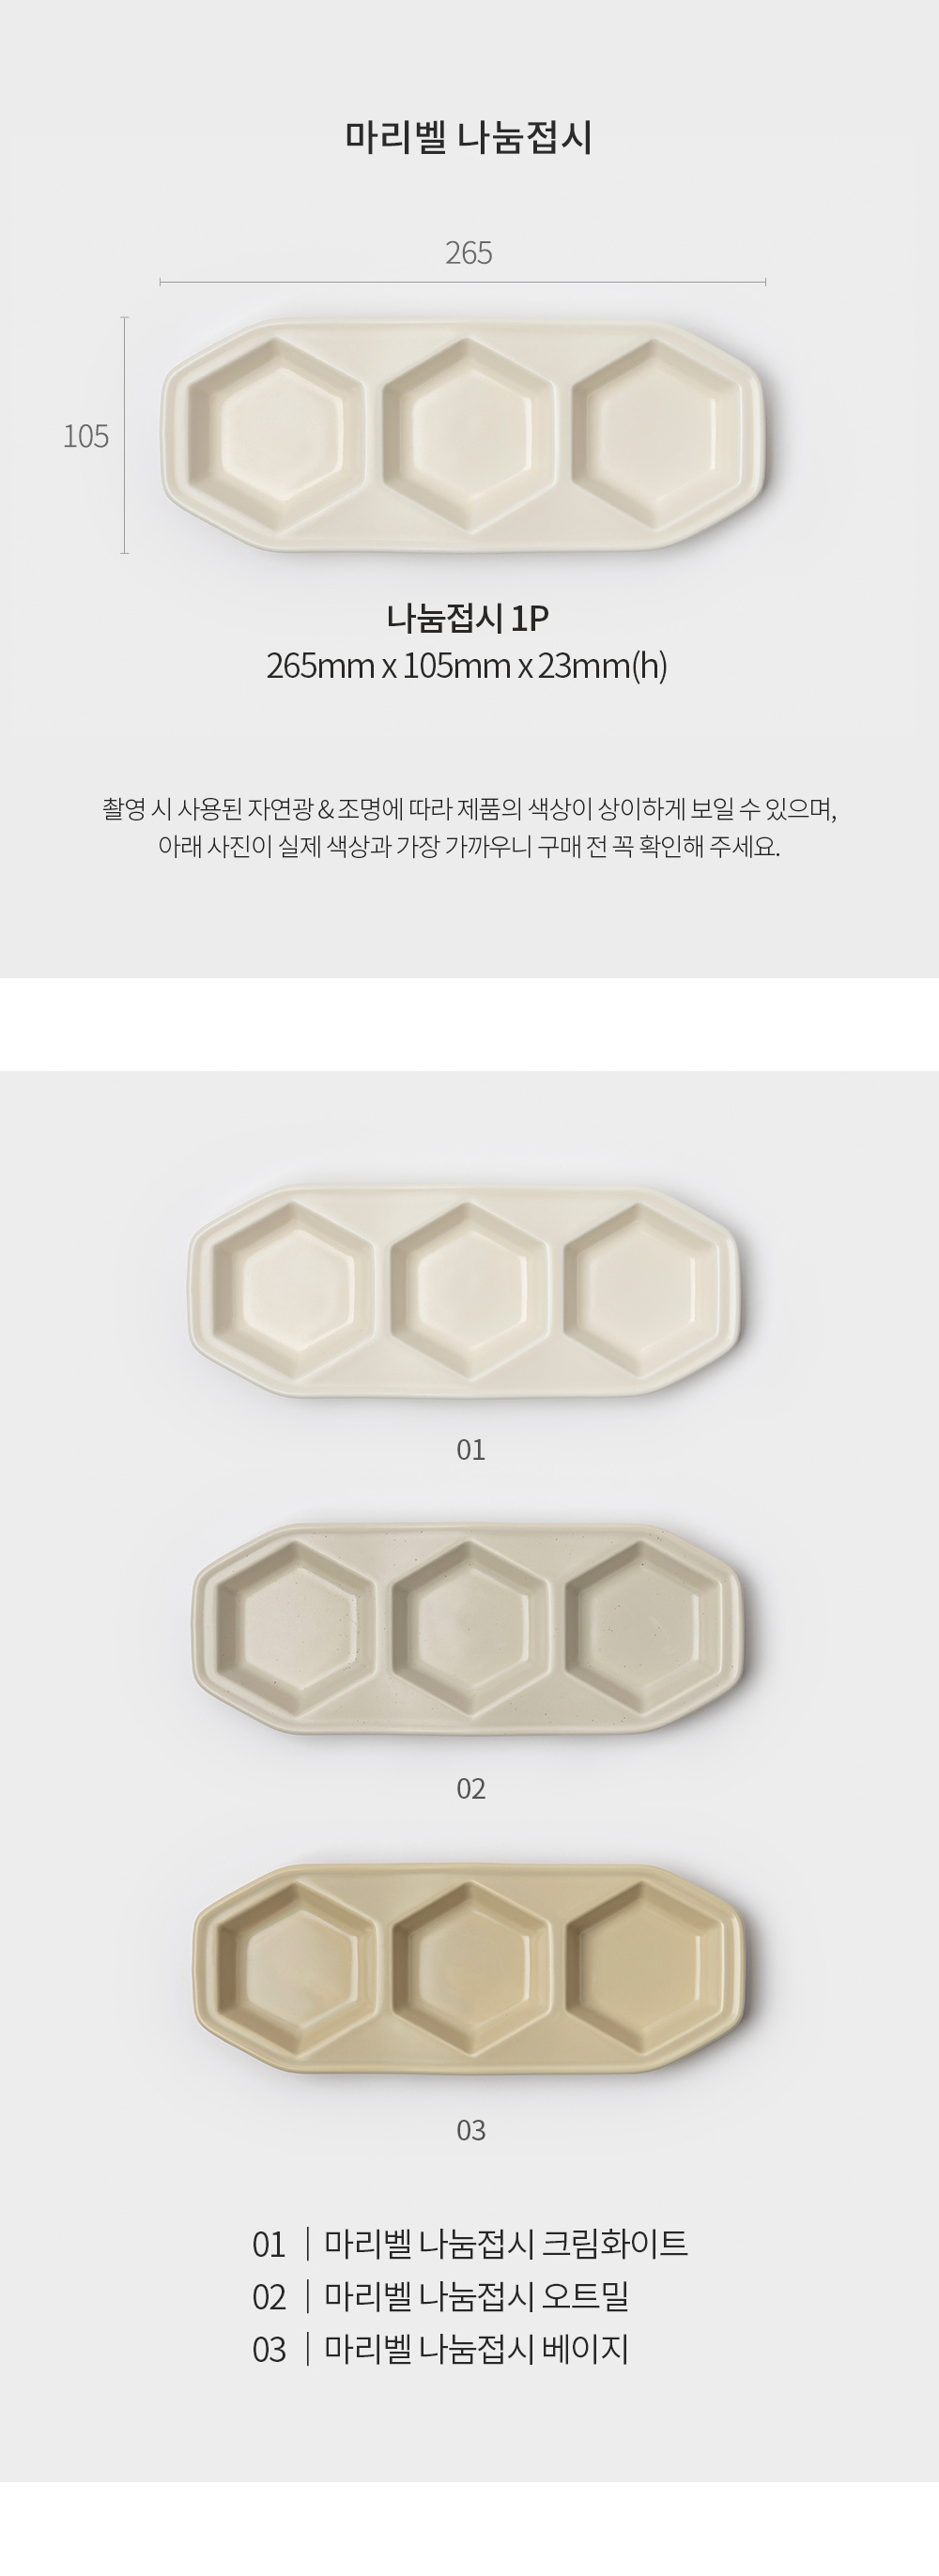 마리벨 나눔접시
265
105
나눔접시 1P
265mm x 105mm x 23mm(h)
촬영 시 사용된 자연광 & 조명에 따라 제품의 색상이 상이하게 보일 수 있으며,
아래 사진이 실제 색상과 가장 가까우니 구매 전 꼭 확인해 주세요.
01
02
03
01 | 마리벨 나눔접시 크림화이트
02 | 마리벨 나눔접시 오트밀
03 | 마리벨 나눔접시 베이지